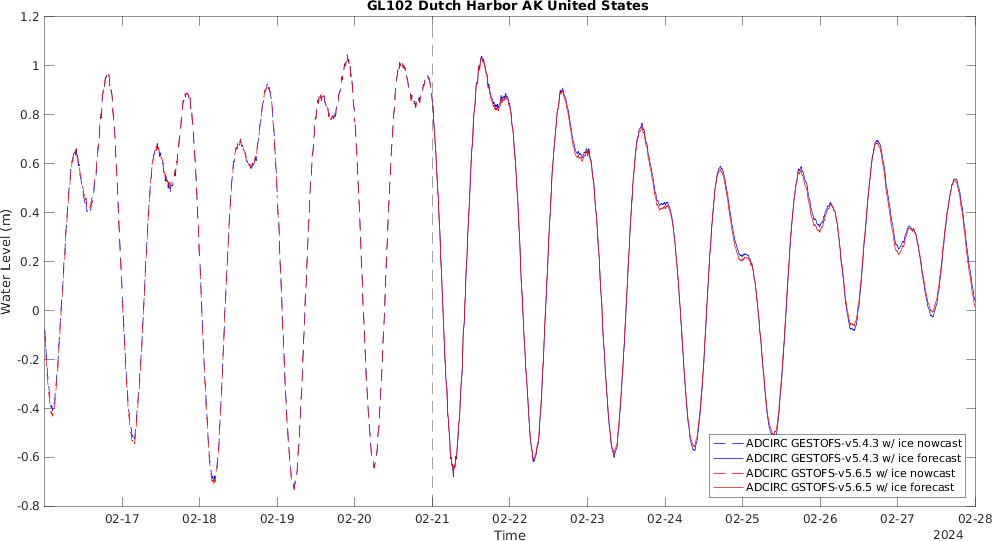 GL102 Dutch Harbor AK United States
1.2
1
0.8
0.6
0.4
0.2
0
-0.2
-0.4
-0.6
-0.8
Water Level (m)
ADCIRC GESTOFS-v5.4.3 w/ ice nowcast
ADCIRC GESTOFS-v5.4.3 w/ ice forecast
ADCIRC GSTOFS-v5.6.5 w/ ice nowcast
ADCIRC GSTOFS-v5.6.5 w/ ice forecast
02-17 02-18 02-19 02-20 02-21 02-22 02-23 02-24 02-25 02-26 02-27 02-28
Time
2024